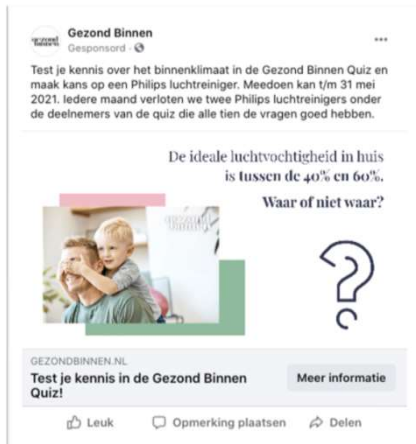 Gezond Binnen
Gesponsord ·
gezond
binnen
Test je kennis over het binnenklimaat in de Gezond Binnen Quiz en
maak kans op een Philips luchtreiniger. Meedoen kan t/m 31 mei
2021. Iedere maand verloten we twee Philips luchtreinigers onder
de deelnemers van de quiz die alle tien de vragen goed hebben.
De ideale luchtvochtigheid in huis
is tussen de 40% en 60%.
Waar of niet waar?
gezond
binnen
?
GEZONDBINNEN.NL
Test je kennis in de Gezond Binnen
Quiz!
Meer informatie
Leuk
Opmerking plaatsen
Delen